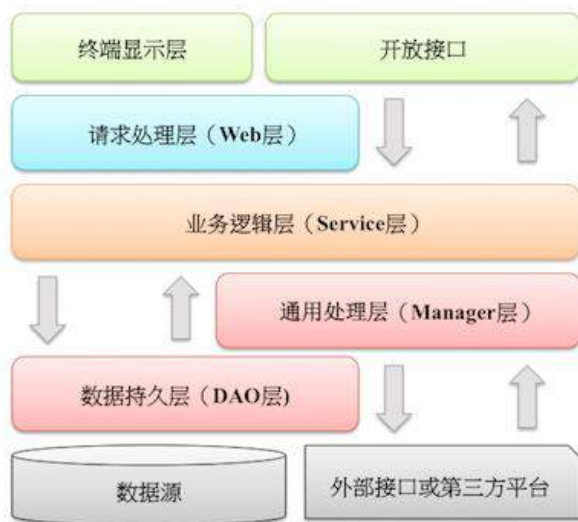 终端显示层
开放接口
请求处理层（Web层）
业务逻辑层（Service层）
通用处理层（Manager层）
数据持久层（DAO层)
数据源
外部接口或第三方平台